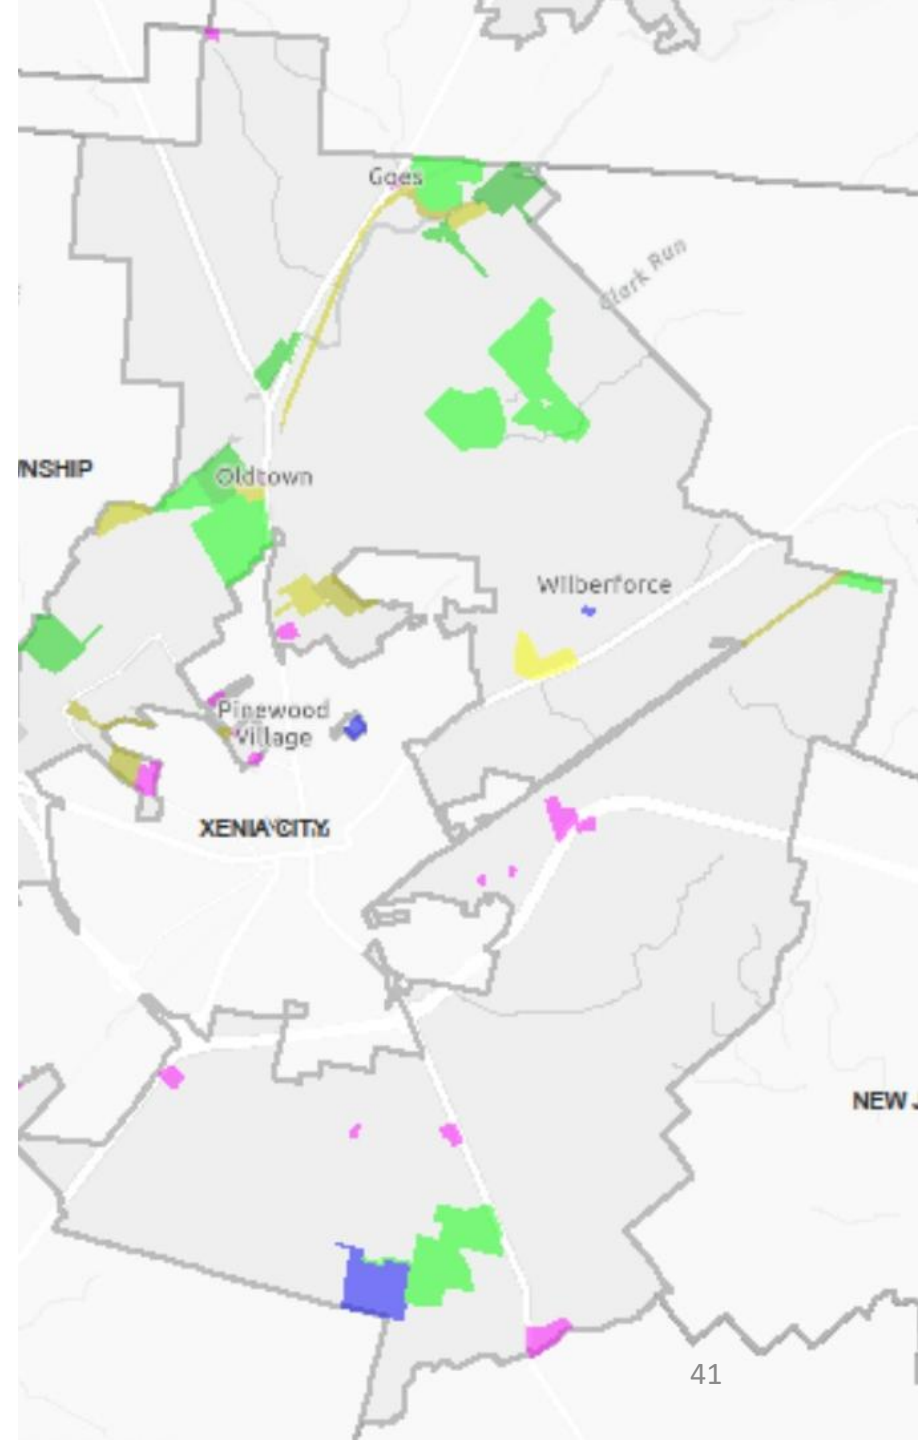 Goes
Clark Run
NSHIP
Oldtown
Wilberforce
Pinewood
Village
XENIA CITY
NEW J
41